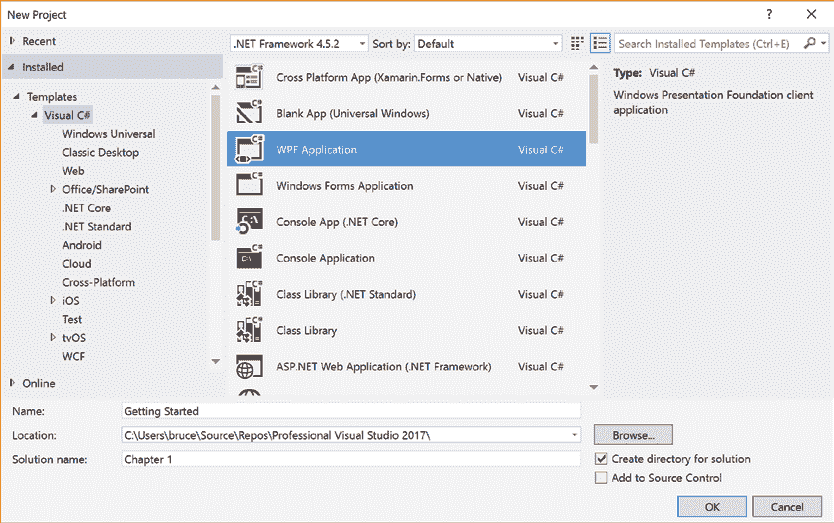 New Project
Recent
.NET Framework 4.5.2
Sort by: Default
Search Installed Templates (Ctrl+E)
Installed
Templates
Visual C#
Windows Universal
Classic Desktop
Web
Office/SharePoint
.NET Core
.NET Standard
Android
Cloud
Cross-Platform
iOS
Test
tvOS
WCF
Online
Cross Platform App (Xamarin.Forms or Native) Visual C#
Blank App (Universal Windows) Visual C#
WPF Application Visual C#
Windows Forms Application Visual C#
Console App (.NET Core) Visual C#
Console Application Visual C#
Class Library (.NET Standard) Visual C#
Class Library Visual C#
ASP.NET Web Application (.NET Framework) Visual C#
Type: Visual C#
Windows Presentation Foundation client
application
Name: Getting Started
Location: C:\Users\bruce\Source\Repos\Professional Visual Studio 2017\
Browse...
Solution name: Chapter 1
Create directory for solution
Add to Source Control
OK
Cancel